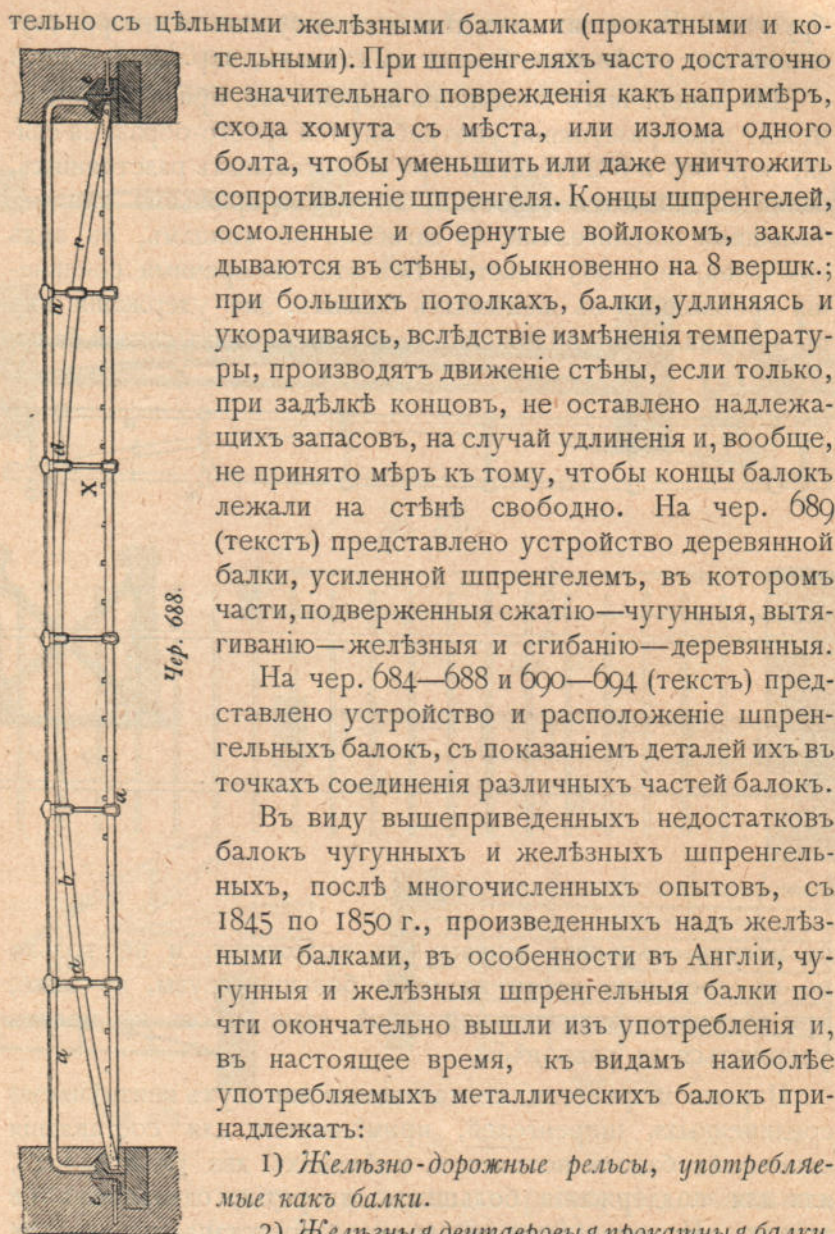 тельно съ цѣльными желѣзными балками (прокатными и ко-
тельными). При шпренгеляхъ часто достаточно
незначительнаго поврежденія какъ напримѣръ,
схода хомута съ мѣста, или излома одного
болта, чтобы уменьшить или даже уничтожить
сопротивленіе шпренгеля. Концы шпренгелей,
осмоленные и обернутые войлокомъ, закла-
дываются въ стѣны, обыкновенно на 8 вершк.;
при большихъ потолкахъ, балки, удлиняясь и
укорачиваясь, вслѣдствіе измѣненія температу-
ры, производятъ движеніе стѣны, если только,
при задѣлкѣ концовъ, не оставлено надлежа-
щихъ запасовъ, на случай удлиненія и, вообще,
не принято мѣръ къ тому, чтобы концы балокъ
лежали на стѣнѣ свободно. На чер. 689
(текстъ) представлено устройство деревянной
балки, усиленной шпренгелемъ, въ которомъ
части, подверженныя сжатію—чугунныя, вытя-
гиванію—желѣзныя и сгибанію—деревянныя.
На чер. 684—688 и 690—694 (текстъ) пред-
ставлено устройство и расположеніе шпрен-
гельныхъ балокъ, съ показаніемъ деталей ихъ въ
точкахъ соединенія различныхъ частей балокъ.
Въ виду вышеприведенныхъ недостатковъ
балокъ чугунныхъ и желѣзныхъ шпренгель-
ныхъ, послѣ многочисленныхъ опытовъ, съ
1845 по 1850 г., произведенныхъ надъ желѣз-
ными балками, въ особенности въ Англіи, чу-
гунныя и желѣзныя шпренгельныя балки по-
чти окончательно вышли изъ употребленія и,
въ настоящее время, къ видамъ наиболѣе
употребляемыхъ металлическихъ балокъ при-
надлежатъ:
1) Желѣзно-дорожные рельсы, употребляе-
мые какъ балки.
2) Желѣзныя двутавровыя прокатныя балки
Чер. 688.
X
a
d
a
b
d
a